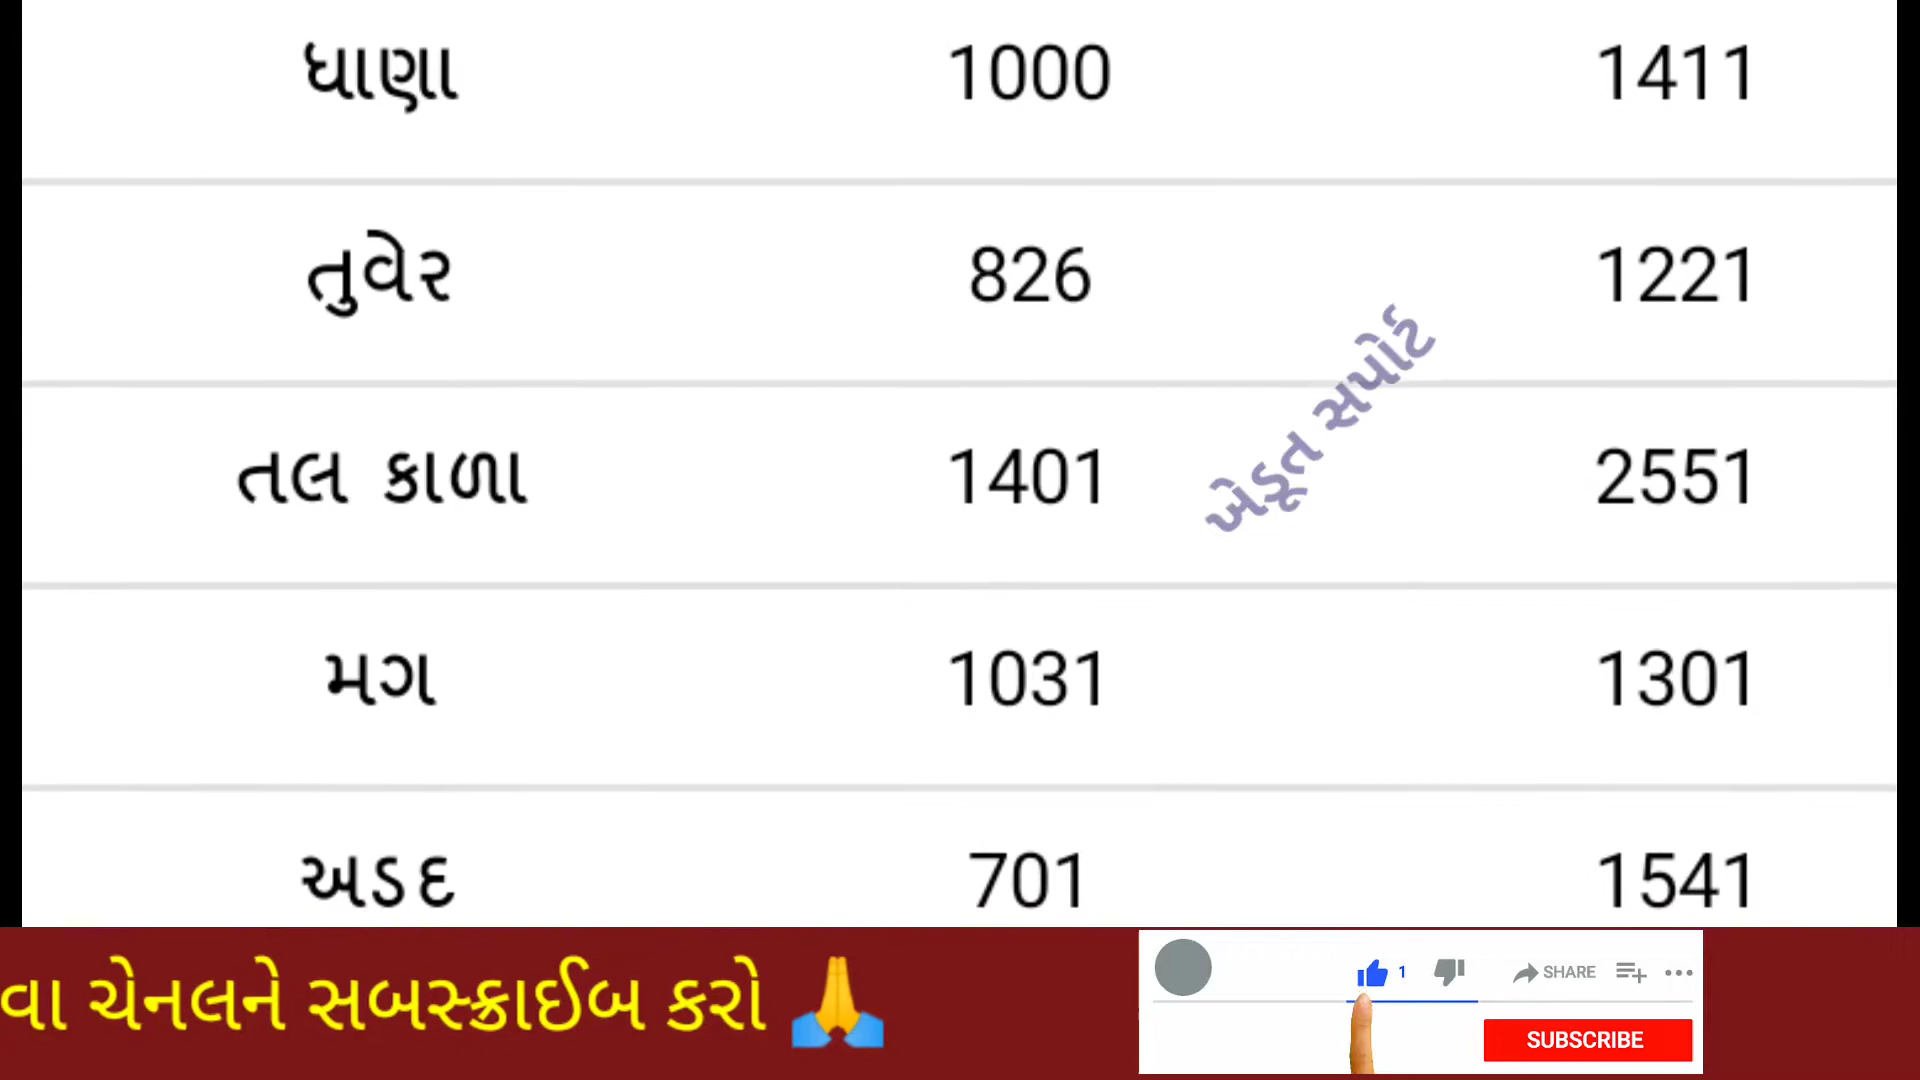 ધાણા 1000 1411
તુવેર 826 1221
તલ કાળા 1401 2551
ખેડૂત સપોર્ટ
મગ 1031 1301
અડદ 701 1541
વા ચેનલને સબસ્ક્રાઈબ કરો 🙏
1 SHARE
SUBSCRIBE